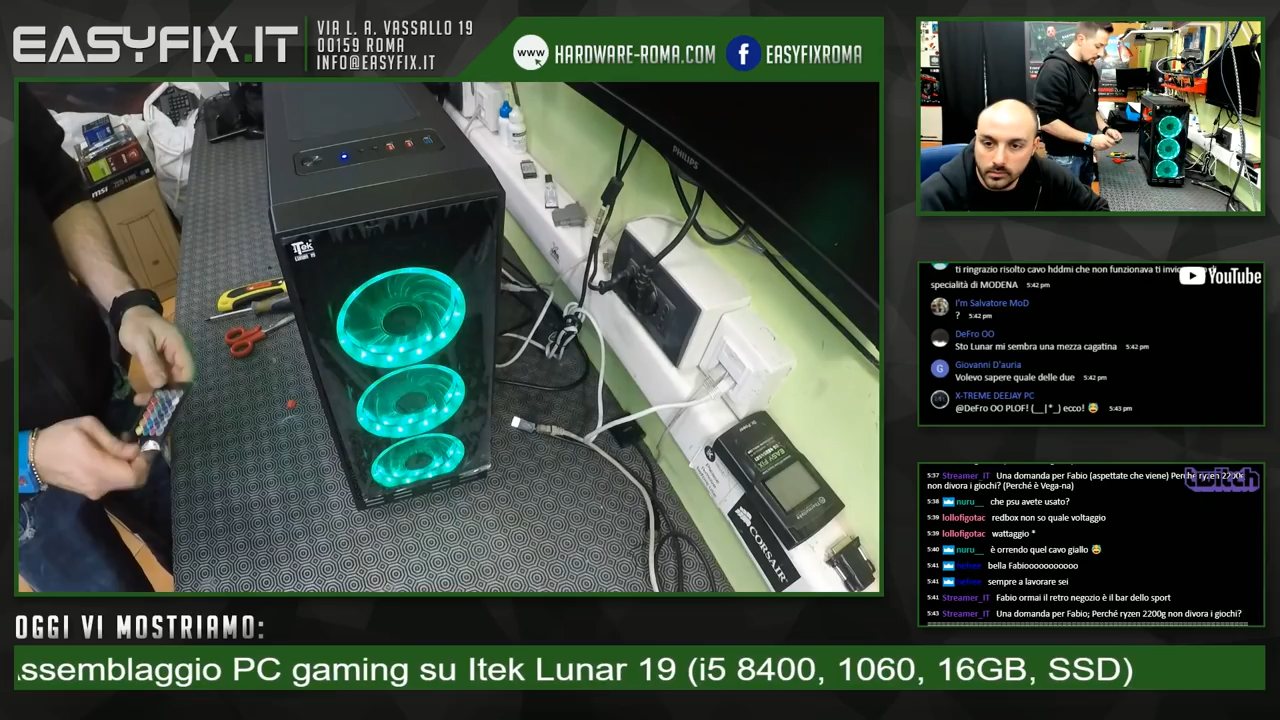 EASYFIX.IT
VIA L. A. VASSALLO 19
00159 ROMA
INFO@EASYFIX.IT
www
HARDWARE-ROMA.COM
f
EASYFIXROMA
PHILIPS
iTek
LUNAR 19
msi
EASY FIX
CORSAIR
YouTube
ti ringrazio risolto cavo hddmi che non funzionava ti
specialità di MODENA 5:42 pm
I'm Salvatore MoD
? 5:42 pm
DeFro OO
Sto Lunar mi sembra una mezza cagatina 5:42 pm
G
Giovanni D'auria
Volevo sapere quale delle due 5:42 pm
X-TREME DEEJAY PC
@DeFro OO PLOF! (__|*_) ecco! 😅 5:43 pm
twitch
5:37 Streamer_IT Una domanda per Fabio (aspettate che viene) Perché ryzen 2200g
non divora i giochi? (Perché è Vega-na)
5:38 nuru__ che psu avete usato?
5:39 lollofigotac redbox non so quale voltaggio
5:39 lollofigotac wattaggio *
5:40 nuru__ è orrendo quel cavo giallo 😅
5:41 bella Fabiooooooooooo
5:41 sempre a lavorare sei
5:41 Streamer_IT Fabio ormai il retro negozio è il bar dello sport
5:43 Streamer_IT Una domanda per Fabio; Perché ryzen 2200g non divora i giochi?
OGGI VI MOSTRIAMO:
ssemblaggio PC gaming su Itek Lunar 19 (i5 8400, 1060, 16GB, SSD)